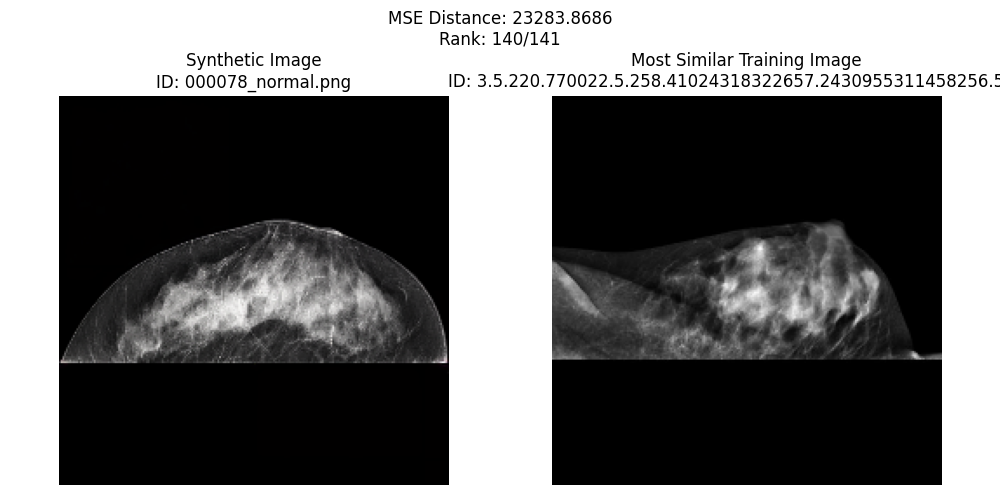 MSE Distance: 23283.8686
Rank: 140/141
Synthetic Image
ID: 000078_normal.png
Most Similar Training Image
ID: 3.5.220.770022.5.258.41024318322657.2430955311458256.5